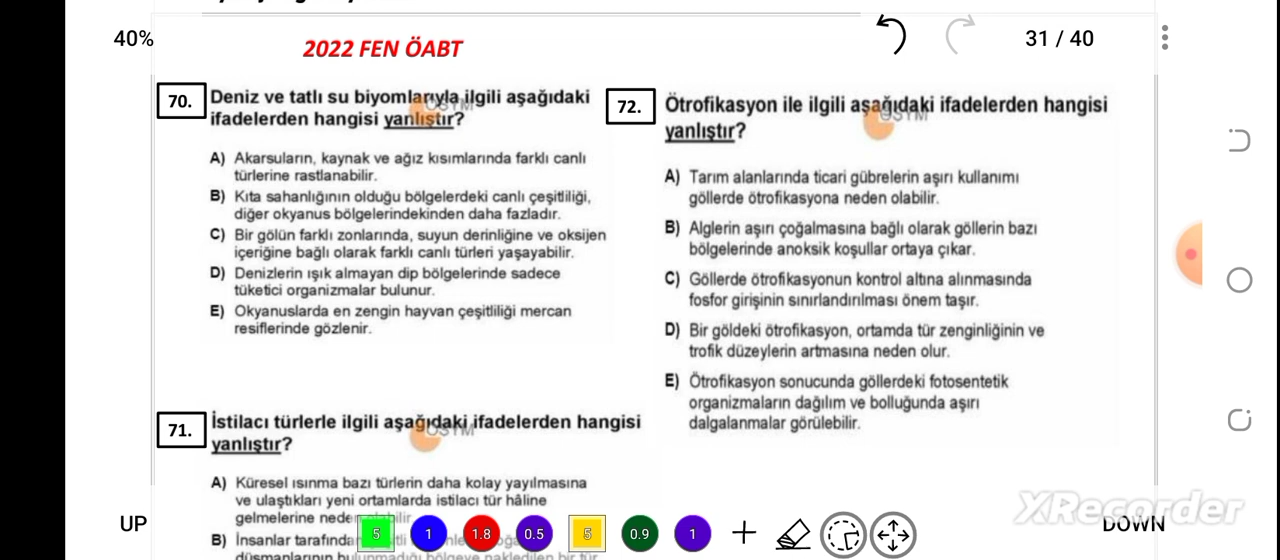 40%
2022 FEN ÖABT
31 / 40
70. Deniz ve tatlı su biyomlarıyla ilgili aşağıdaki
ifadelerden hangisi yanlıştır?
A) Akarsuların, kaynak ve ağız kısımlarında farklı canlı
türlerine rastlanabilir.
B) Kıta sahanlığının olduğu bölgelerdeki canlı çeşitliliği,
diğer okyanus bölgelerindekinden daha fazladır.
C) Bir gölün farklı zonlarında, suyun derinliğine ve oksijen
içeriğine bağlı olarak farklı canlı türleri yaşayabilir.
D) Denizlerin ışık almayan dip bölgelerinde sadece
tüketici organizmalar bulunur.
E) Okyanuslarda en zengin hayvan çeşitliliği mercan
resiflerinde gözlenir.
71. İstilacı türlerle ilgili aşağıdaki ifadelerden hangisi
yanlıştır?
A) Küresel ısınma bazı türlerin daha kolay yayılmasına
ve ulaştıkları yeni ortamlarda istilacı tür hâline
gelmelerine neden
B) İnsanlar
72. Ötrofikasyon ile ilgili aşağıdaki ifadelerden hangisi
yanlıştır?
A) Tarım alanlarında ticari gübrelerin aşırı kullanımı
göllerde ötrofikasyona neden olabilir.
B) Alglerin aşırı çoğalmasına bağlı olarak göllerin bazı
bölgelerinde anoksik koşullar ortaya çıkar.
C) Göllerde ötrofikasyonun kontrol altına alınmasında
fosfor girişinin sınırlandırılması önem taşır.
D) Bir göldeki ötrofikasyon, ortamda tür zenginliğinin ve
trofik düzeylerin artmasına neden olur.
E) Ötrofikasyon sonucunda göllerdeki fotosentetik
organizmaların dağılım ve bolluğunda aşırı
dalgalanmalar görülebilir.
XRecorder
UP
5 1 1.8 0.5 5 0.9 1
DOWN